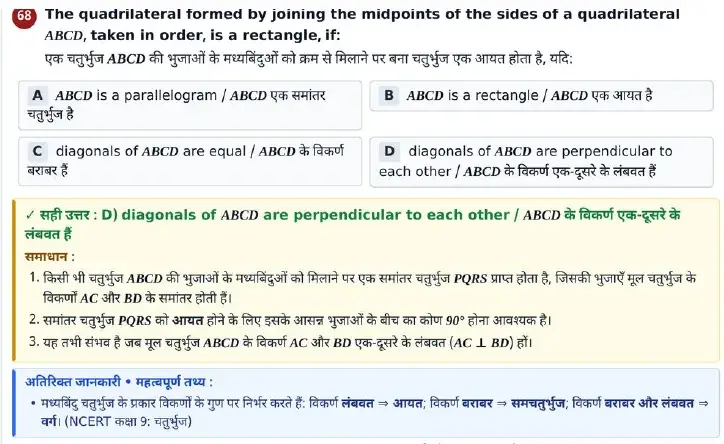 68 The quadrilateral formed by joining the midpoints of the sides of a quadrilateral
ABCD, taken in order, is a rectangle, if:
एक चतुर्भुज ABCD की भुजाओं के मध्यबिंदुओं को क्रम से मिलाने पर बना चतुर्भुज एक आयत होता है, यदि:
A ABCD is a parallelogram / ABCD एक समांतर
चतुर्भुज है
B ABCD is a rectangle / ABCD एक आयत है
C diagonals of ABCD are equal / ABCD के विकर्ण
बराबर हैं
D diagonals of ABCD are perpendicular to
each other / ABCD के विकर्ण एक-दूसरे के लंबवत हैं
✓ सही उत्तर : D) diagonals of ABCD are perpendicular to each other / ABCD के विकर्ण एक-दूसरे के
लंबवत हैं
समाधान :
1. किसी भी चतुर्भुज ABCD की भुजाओं के मध्यबिंदुओं को मिलाने पर एक समांतर चतुर्भुज PQRS प्राप्त होता है, जिसकी भुजाएँ मूल चतुर्भुज के
विकर्णों AC और BD के समांतर होती हैं।
2. समांतर चतुर्भुज PQRS को आयत होने के लिए इसके आसन्न भुजाओं के बीच का कोण 90° होना आवश्यक है।
3. यह तभी संभव है जब मूल चतुर्भुज ABCD के विकर्ण AC और BD एक-दूसरे के लंबवत (AC ⊥ BD) हों।
अतिरिक्त जानकारी • महत्वपूर्ण तथ्य :
• मध्यबिंदु चतुर्भुज के प्रकार विकर्णों के गुण पर निर्भर करते हैं: विकर्ण लंबवत ⇒ आयत; विकर्ण बराबर ⇒ समचतुर्भुज; विकर्ण बराबर और लंबवत ⇒
वर्ग। (NCERT कक्षा 9: चतुर्भुज)